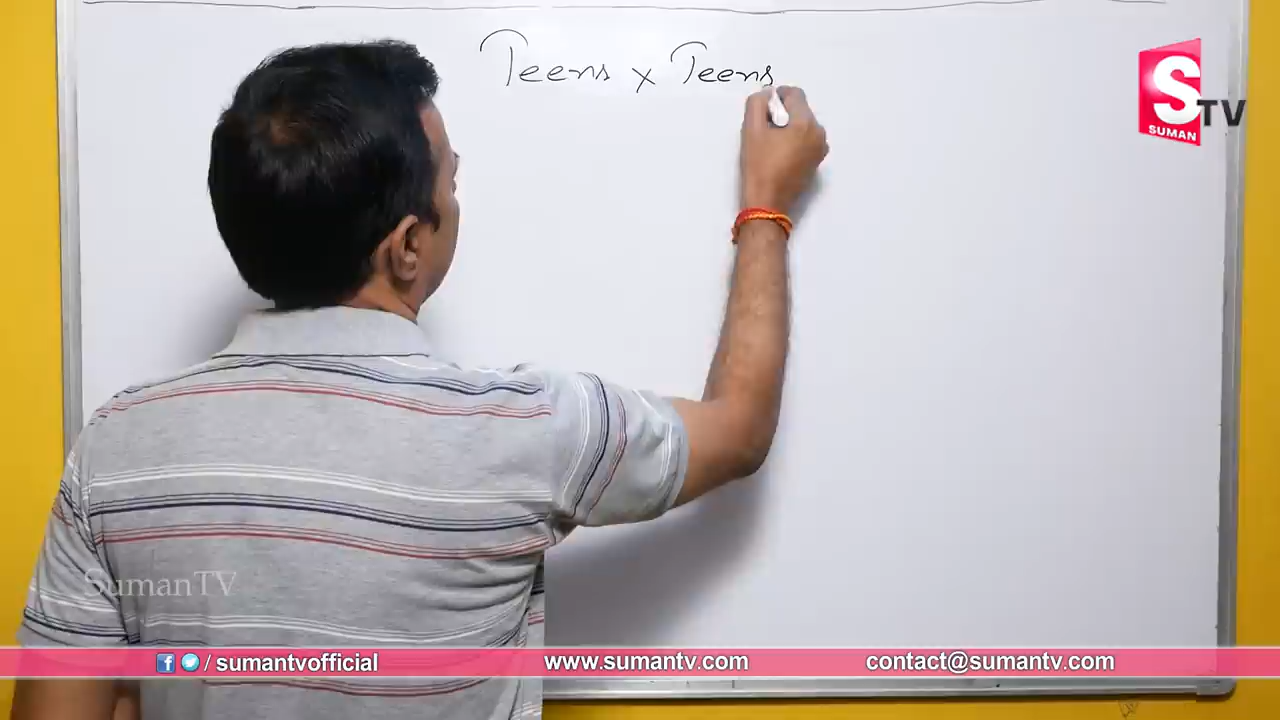 Teens x Teens
S TV
SUMAN
SumanTV
/ sumantvofficial
www.sumantv.com
contact@sumantv.com